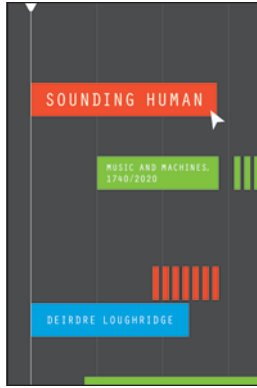 SOUNDING HUMAN
MUSIC AND MACHINES,
1740/2020
DEIRDRE LOUGHRIDGE